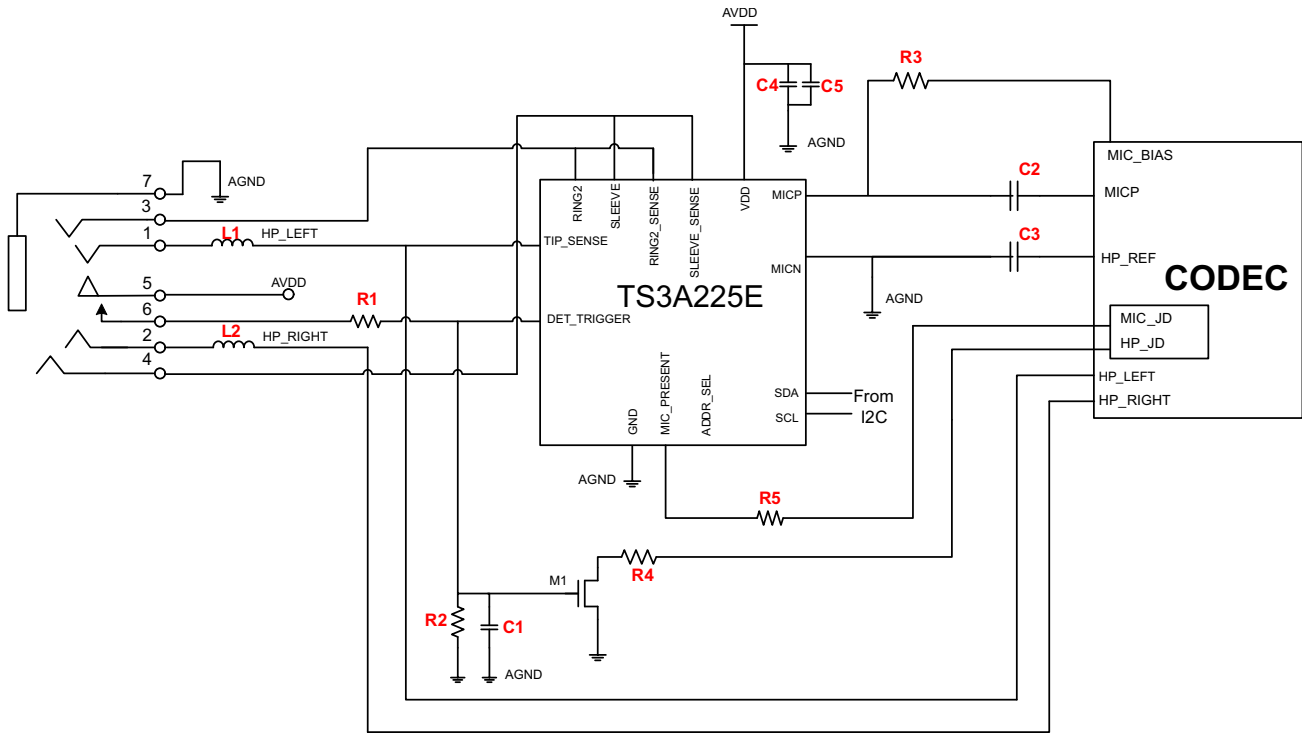 AVDD
R3
C4
C5
AGND
MIC_BIAS
7
AGND
C2
MICP
MICP
3
RING2
SLEEVE
RING2_SENSE
SLEEVE_SENSE
VDD
1
L1
HP_LEFT
TIP_SENSE
C3
MICN
HP_REF
CODEC
5
AVDD
R1
TS3A225E
AGND
6
DET_TRIGGER
MIC_JD
2
L2
HP_RIGHT
HP_JD
4
HP_LEFT
GND
MIC_PRESENT
ADDR_SEL
SDA
SCL
From
I2C
HP_RIGHT
AGND
R5
M1
R4
R2
C1
AGND